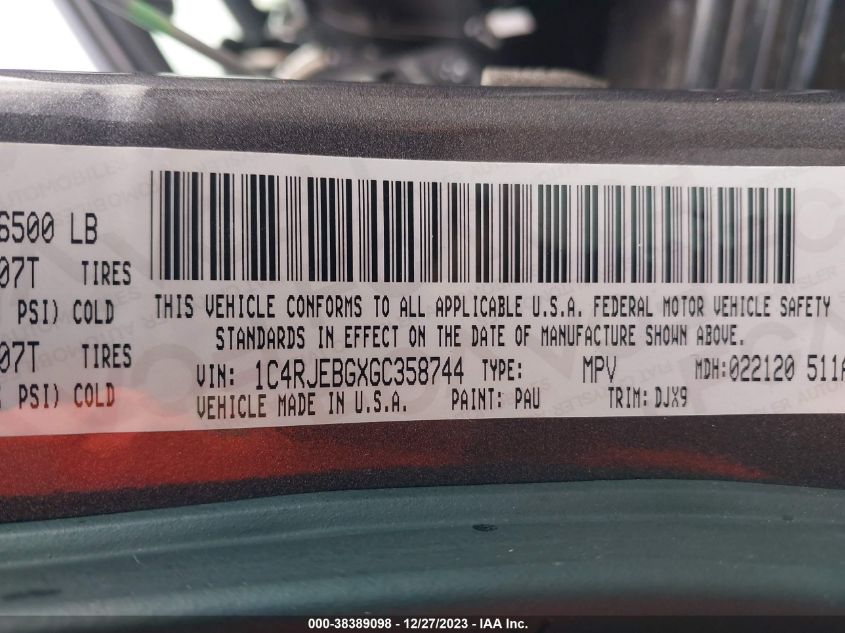 6500 LB
07T TIRES
PSI) COLD
07T TIRES
PSI) COLD
THIS VEHICLE CONFORMS TO ALL APPLICABLE U.S.A. FEDERAL MOTOR VEHICLE SAFETY
STANDARDS IN EFFECT ON THE DATE OF MANUFACTURE SHOWN ABOVE.
VIN: 1C4RJEBGXGC358744 TYPE: MPV MDH:022120 511A
VEHICLE MADE IN U.S.A. PAINT: PAU TRIM: DJX9
000-38389098 - 12/27/2023 - IAA Inc.